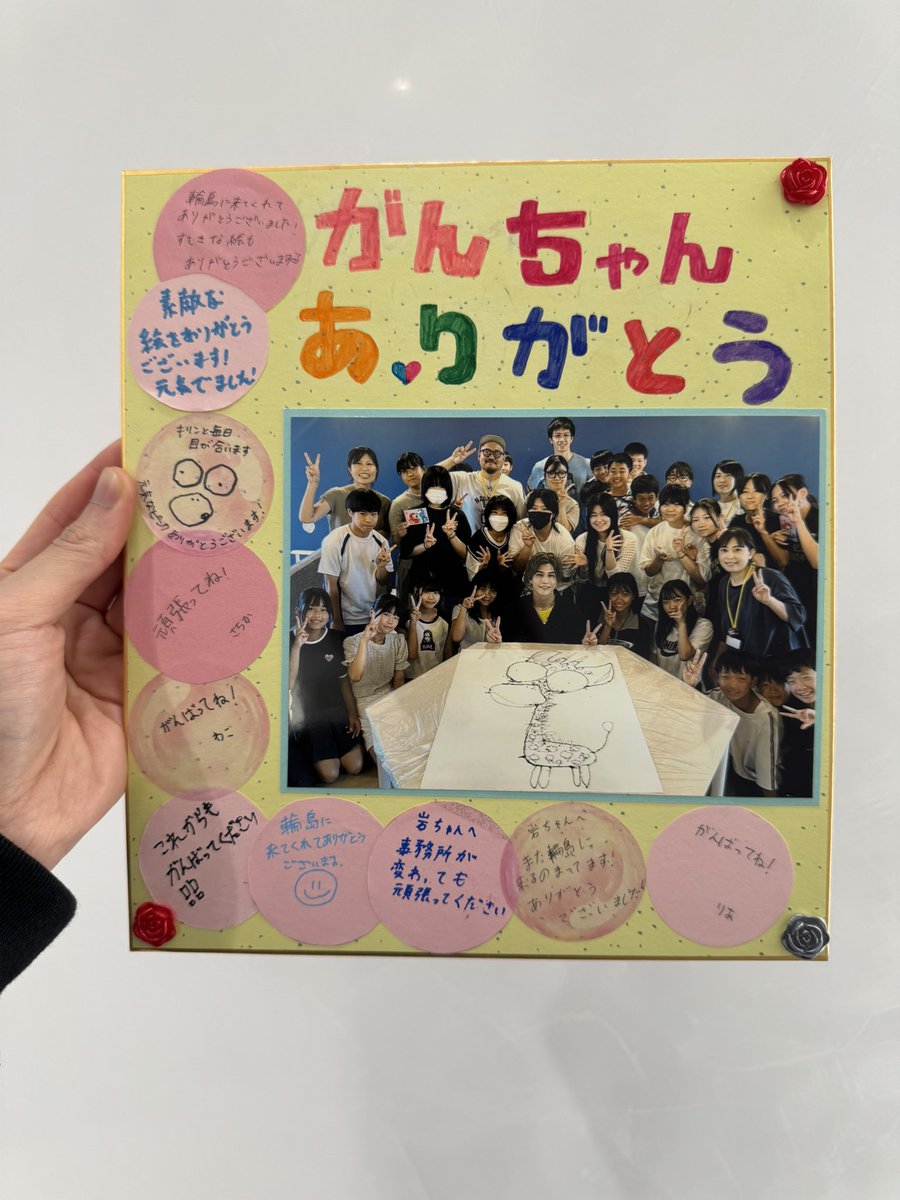 がんちゃん
ありがとう
輪島に来てくれて
ありがとうございました!
すてきな絵も
ありがとうございます
素敵な
絵をありがとう
ございます!
元気でました!
キリンと毎日
目が合います
ありがとうございます!
頑張ってね!
さちか
がんばってね!
わこ
これからも
がんばってください
輪島に
来てくれてありがとう
ございます。
岩ちゃんへ
事務所が
変わっても
頑張ってください
岩ちゃんへ
また輪島に
来るのまってます!
ありがとう
ございました!
がんばってね!
りお